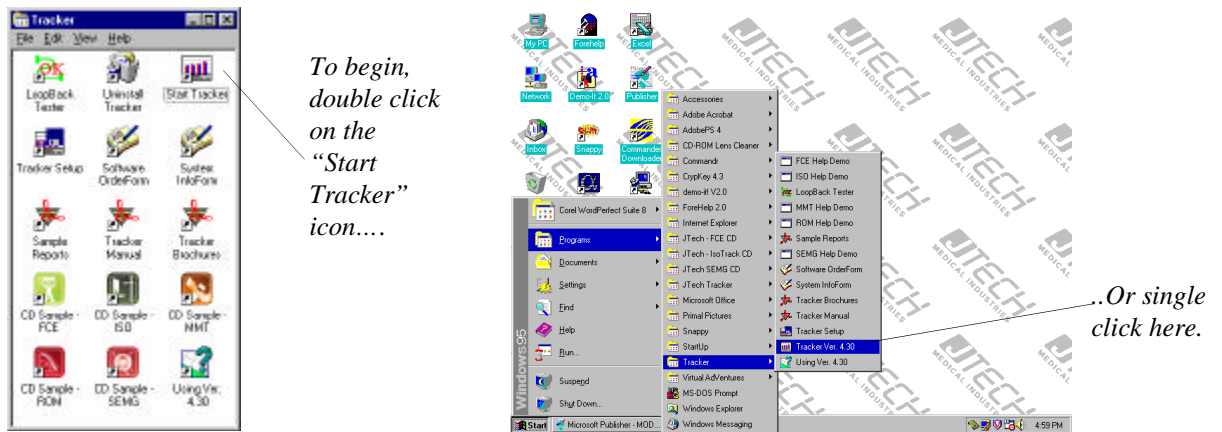 Tracker
File Edit View Help
LoopBack Tester
Uninstall Tracker
Start Tracker
Tracker Setup
Software OrderForm
System InfoForm
Sample Reports
Tracker Manual
Tracker Brochures
CD Sample - FCE
CD Sample - ISO
CD Sample - MMT
CD Sample - ROM
CD Sample - SEMG
Using Ver. 4.30
To begin,
double click
on the
“Start
Tracker”
icon....
My PC
Forehelp
Excel
Network
Demo-It 2.0
Publisher
Inbox
Snappy
Commander Downloader
JTECH
MEDICAL INDUSTRIES
Windows95
Corel WordPerfect Suite 8
Programs
Documents
Settings
Find
Help
Run...
Suspend
Shut Down...
Accessories
Adobe Acrobat
AdobePS 4
CD-ROM Lens Cleaner
Commandr
CrypKey 4.3
demo-it! V2.0
ForeHelp 2.0
Internet Explorer
JTech - FCE CD
JTech - IsoTrack CD
JTech SEMG CD
JTech Tracker
Microsoft Office
Primal Pictures
Snappy
StartUp
Tracker
Virtual AdVentures
MS-DOS Prompt
Windows Explorer
Windows Messaging
FCE Help Demo
ISO Help Demo
LoopBack Tester
MMT Help Demo
ROM Help Demo
Sample Reports
SEMG Help Demo
Software OrderForm
System InfoForm
Tracker Brochures
Tracker Manual
Tracker Setup
Tracker Ver. 4.30
Using Ver. 4.30
Start
Microsoft Publisher - MOD...
4:59 PM
..Or single
click here.